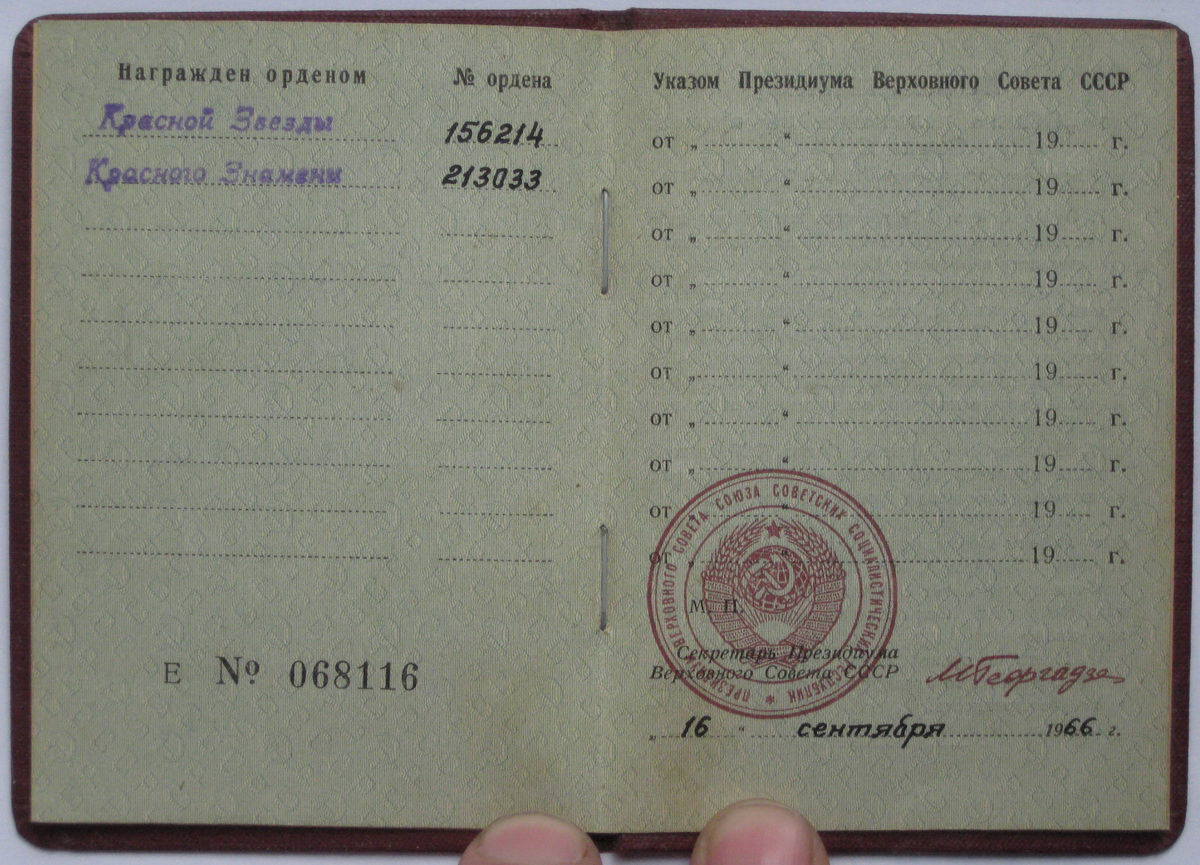 Награжден орденом № ордена
Красной Звезды 156214
Красного Знамени 213033
Е № 068116
Указом Президиума Верховного Совета СССР
от „ “ 19 г.
от „ “ 19 г.
от „ “ 19 г.
от „ “ 19 г.
от „ “ 19 г.
от „ “ 19 г.
от „ “ 19 г.
от „ “ 19 г.
от „ “ 19 г.
от „ “ 19 г.
ПРЕЗИДИУМ ВЕРХОВНОГО СОВЕТА СОЮЗА СОВЕТСКИХ СОЦИАЛИСТИЧЕСКИХ РЕСПУБЛИК
М. П.
Секретарь Президиума
Верховного Совета СССР МГеоргадзе
„ 16 “ сентября 1966 г.